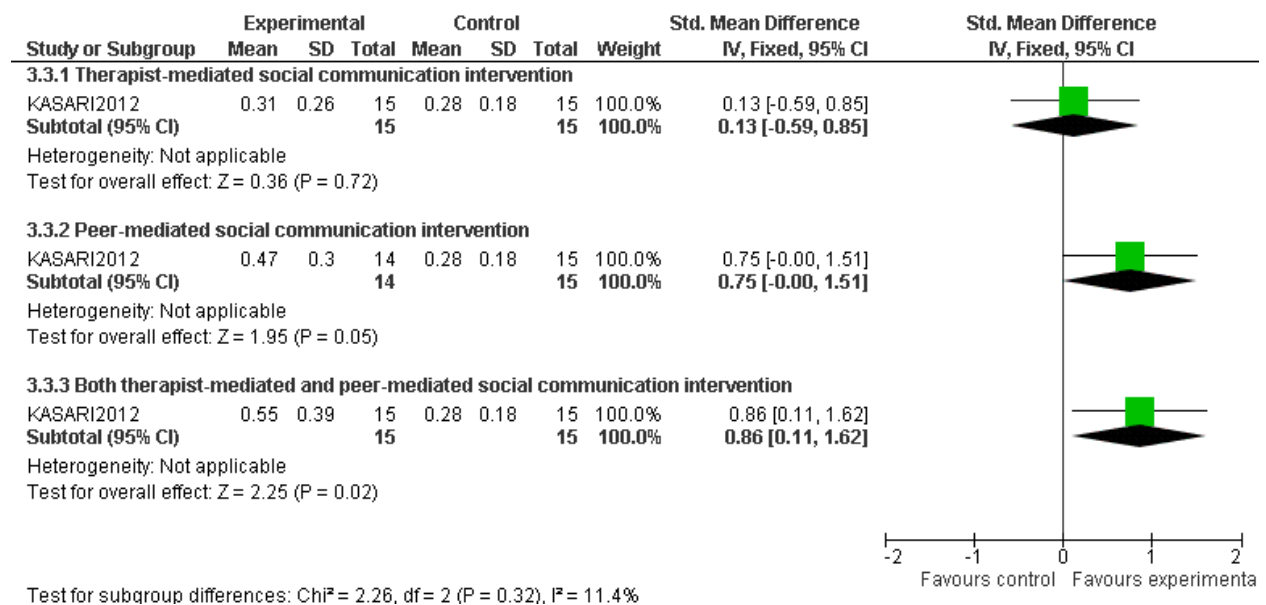 Experimental Control Std. Mean Difference Std. Mean Difference
Study or Subgroup Mean SD Total Mean SD Total Weight IV, Fixed, 95% CI IV, Fixed, 95% CI
3.3.1 Therapist-mediated social communication intervention
KASARI2012 0.31 0.26 15 0.28 0.18 15 100.0% 0.13 [-0.59, 0.85]
Subtotal (95% CI) 15 15 100.0% 0.13 [-0.59, 0.85]
Heterogeneity: Not applicable
Test for overall effect: Z = 0.36 (P = 0.72)
3.3.2 Peer-mediated social communication intervention
KASARI2012 0.47 0.3 14 0.28 0.18 15 100.0% 0.75 [-0.00, 1.51]
Subtotal (95% CI) 14 15 100.0% 0.75 [-0.00, 1.51]
Heterogeneity: Not applicable
Test for overall effect: Z = 1.95 (P = 0.05)
3.3.3 Both therapist-mediated and peer-mediated social communication intervention
KASARI2012 0.55 0.39 15 0.28 0.18 15 100.0% 0.86 [0.11, 1.62]
Subtotal (95% CI) 15 15 100.0% 0.86 [0.11, 1.62]
Heterogeneity: Not applicable
Test for overall effect: Z = 2.25 (P = 0.02)
-2 -1 0 1 2
Favours control Favours experimenta
Test for subgroup differences: Chi² = 2.26, df = 2 (P = 0.32), I² = 11.4%